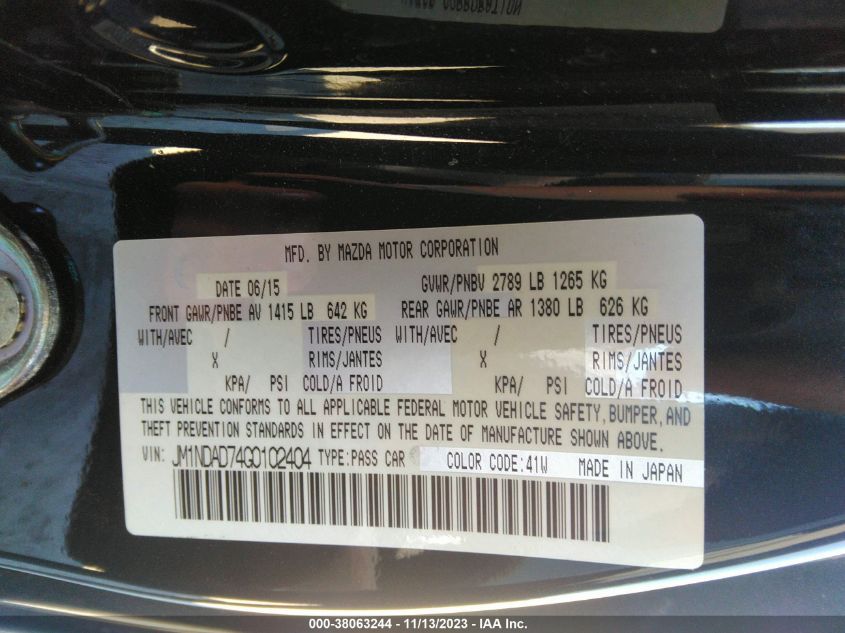 MFD. BY MAZDA MOTOR CORPORATION
DATE 06/15 GVWR/PNBV 2789 LB 1265 KG
FRONT GAWR/PNBE AV 1415 LB 642 KG REAR GAWR/PNBE AR 1380 LB 626 KG
WITH/AVEC / TIRES/PNEUS WITH/AVEC / TIRES/PNEUS
X RIMS/JANTES X RIMS/JANTES
KPA/ PSI COLD/A FROID KPA/ PSI COLD/A FROID
THIS VEHICLE CONFORMS TO ALL APPLICABLE FEDERAL MOTOR VEHICLE SAFETY, BUMPER, AND
THEFT PREVENTION STANDARDS IN EFFECT ON THE DATE OF MANUFACTURE SHOWN ABOVE.
VIN: JM1NDAD74G0102404 TYPE:PASS CAR COLOR CODE:41W MADE IN JAPAN
000-38063244 - 11/13/2023 - IAA Inc.